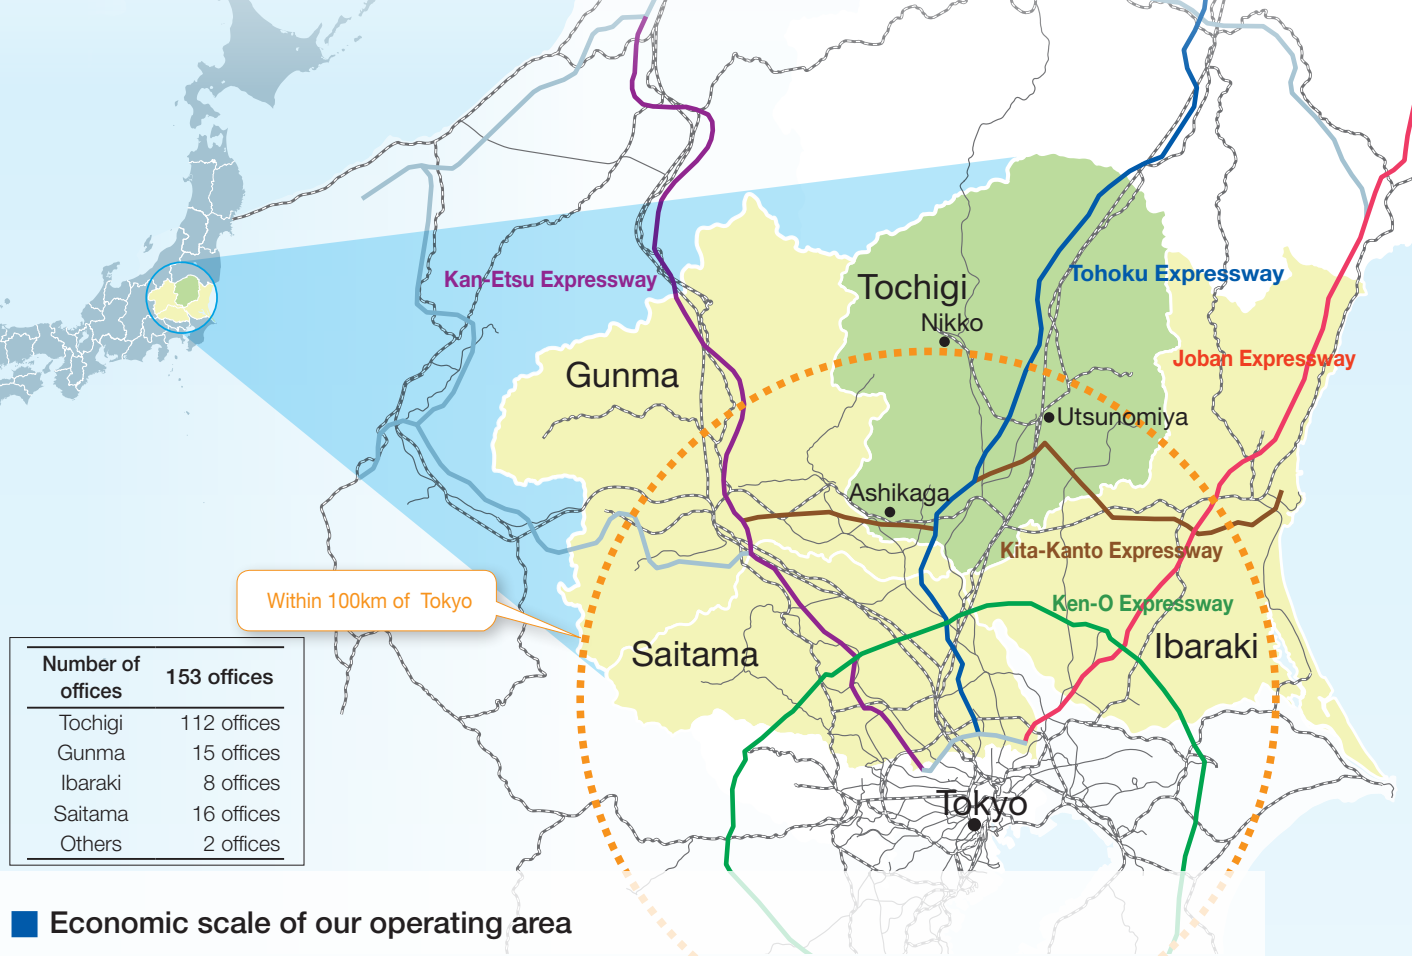 Kan-Etsu Expressway
Tochigi
Tohoku Expressway
Nikko
Gunma
Joban Expressway
Utsunomiya
Ashikaga
Kita-Kanto Expressway
Within 100km of Tokyo
Ken-O Expressway
Saitama
Ibaraki
Tokyo
Number of
offices
153 offices
Tochigi 112 offices
Gunma 15 offices
Ibaraki 8 offices
Saitama 16 offices
Others 2 offices
Economic scale of our operating area